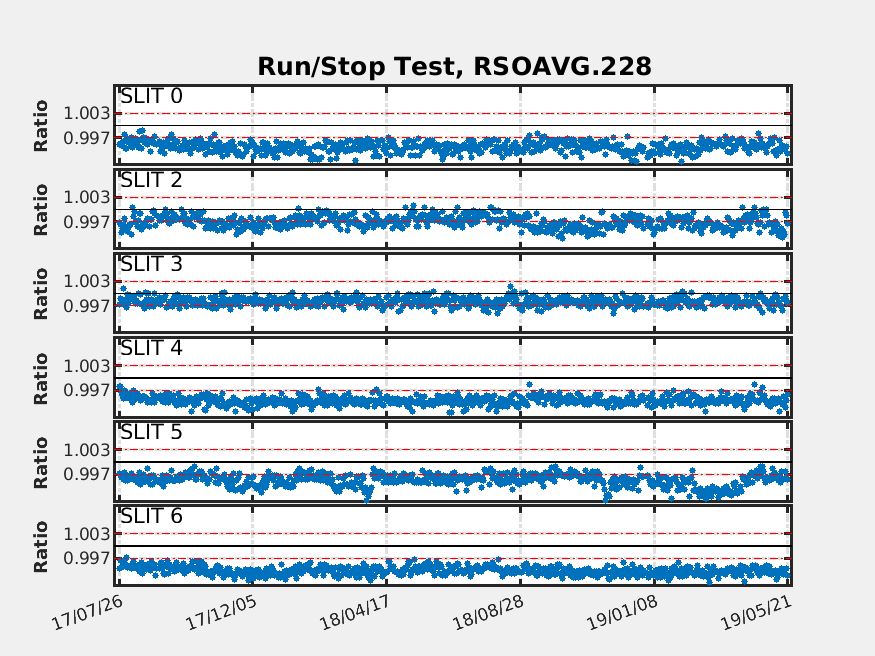 Run/Stop Test, RSOAVG.228
SLIT 0
Ratio
1.003
0.997
SLIT 2
Ratio
1.003
0.997
SLIT 3
Ratio
1.003
0.997
SLIT 4
Ratio
1.003
0.997
SLIT 5
Ratio
1.003
0.997
SLIT 6
Ratio
1.003
0.997
17/07/26 17/12/05 18/04/17 18/08/28 19/01/08 19/05/21